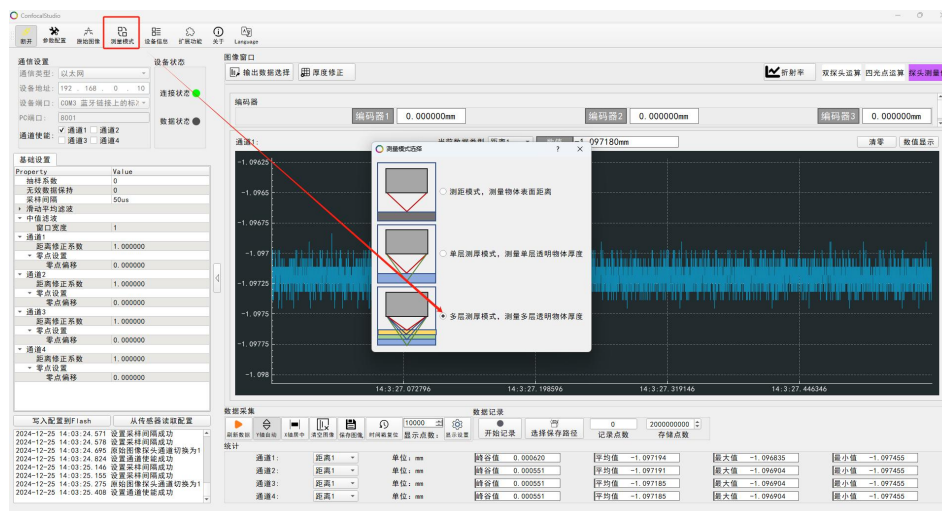 ConfocalStudio
断开 参数配置 原始图像 测量模式 设备信息 扩展功能 关于 Language
通信设置 设备状态
通信类型: 以太网
设备地址: 192 . 168 . 0 . 10
连接状态
设备端口: COM3 蓝牙链接上的标
PC端口: 8001
数据状态
通道使能: 通道1 通道2
通道3 通道4
基础设置
Property Value
抽样系数 0
无效数据保持 0
采样间隔 50us
滑动平均滤波
中值滤波
窗口宽度 1
通道1
距离修正系数 1.000000
零点设置
零点偏移 0.000000
通道2
距离修正系数 1.000000
零点设置
零点偏移 0.000000
通道3
距离修正系数 1.000000
零点设置
零点偏移 0.000000
通道4
距离修正系数 1.000000
零点设置
零点偏移 0.000000
写入配置到Flash 从传感器读取配置
2024-12-25 14:03:24.571 设置采样间隔成功
2024-12-25 14:03:24.578 设置采样间隔成功
2024-12-25 14:03:24.695 原始图像探头通道切换为1
2024-12-25 14:03:24.824 设置通道使能成功
2024-12-25 14:03:25.146 设置采样间隔成功
2024-12-25 14:03:25.155 设置采样间隔成功
2024-12-25 14:03:25.275 原始图像探头通道切换为1
2024-12-25 14:03:25.408 设置通道使能成功
图像窗口
输出数据选择 厚度修正 折射率 双探头运算 四光点运算 探头测量
编码器
编码器1 0.000000mm 编码器2 0.000000mm 编码器3 0.000000mm
通道1: -1.097180mm 清零 数值显示
-1.09625
-1.0965
-1.09675
-1.097
-1.09725
-1.0975
-1.09775
-1.098
14:3:27.072796 14:3:27.198596 14:3:27.319146 14:3:27.446346
测量模式选择 ? ×
测距模式，测量物体表面距离
单层测厚模式，测量单层透明物体厚度
多层测厚模式，测量多层透明物体厚度
数据采集 数据记录
刷新数据 Y轴自动 X轴居中 清空图像 保存图像 时间戳复位 10000 显示点数: 显示设置 开始记录 选择保存路径 0 记录点数 2000000000 存储点数
统计
通道1: 距离1 单位: mm 峰谷值 0.000620 平均值 -1.097194 最大值 -1.096835 最小值 -1.097455
通道2: 距离1 单位: mm 峰谷值 0.000551 平均值 -1.097185 最大值 -1.096904 最小值 -1.097455
通道3: 距离1 单位: mm 峰谷值 0.000551 平均值 -1.097185 最大值 -1.096904 最小值 -1.097455
通道4: 距离1 单位: mm 峰谷值 0.000551 平均值 -1.097185 最大值 -1.096904 最小值 -1.097455